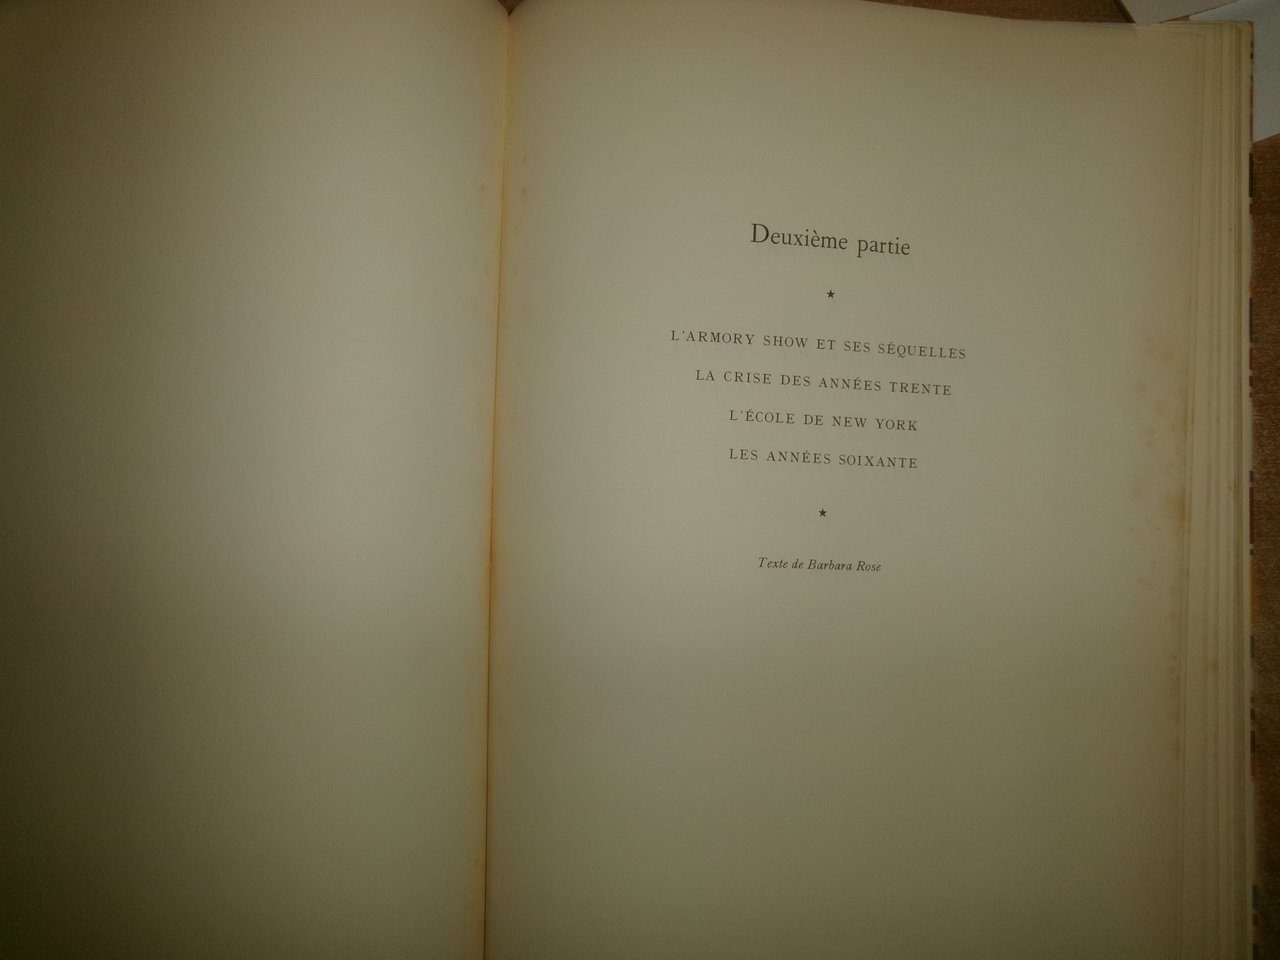 Deuxième partie
★
L'ARMORY SHOW ET SES SÉQUELLES
LA CRISE DES ANNÉES TRENTE
L'ÉCOLE DE NEW YORK
LES ANNÉES SOIXANTE
★
Texte de Barbara Rose